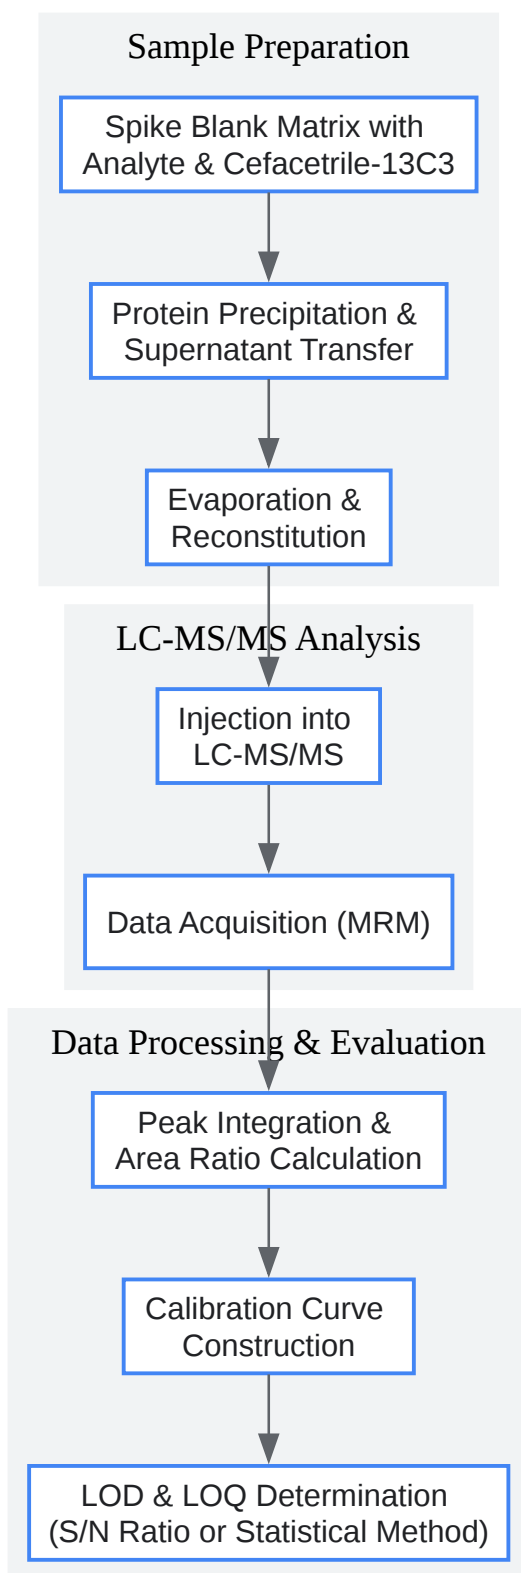 Sample Preparation
Spike Blank Matrix with
Analyte & Cefacetrile-13C3
Protein Precipitation &
Supernatant Transfer
Evaporation &
Reconstitution
LC-MS/MS Analysis
Injection into
LC-MS/MS
Data Acquisition (MRM)
Data Processing & Evaluation
Peak Integration &
Area Ratio Calculation
Calibration Curve
Construction
LOD & LOQ Determination
(S/N Ratio or Statistical Method)